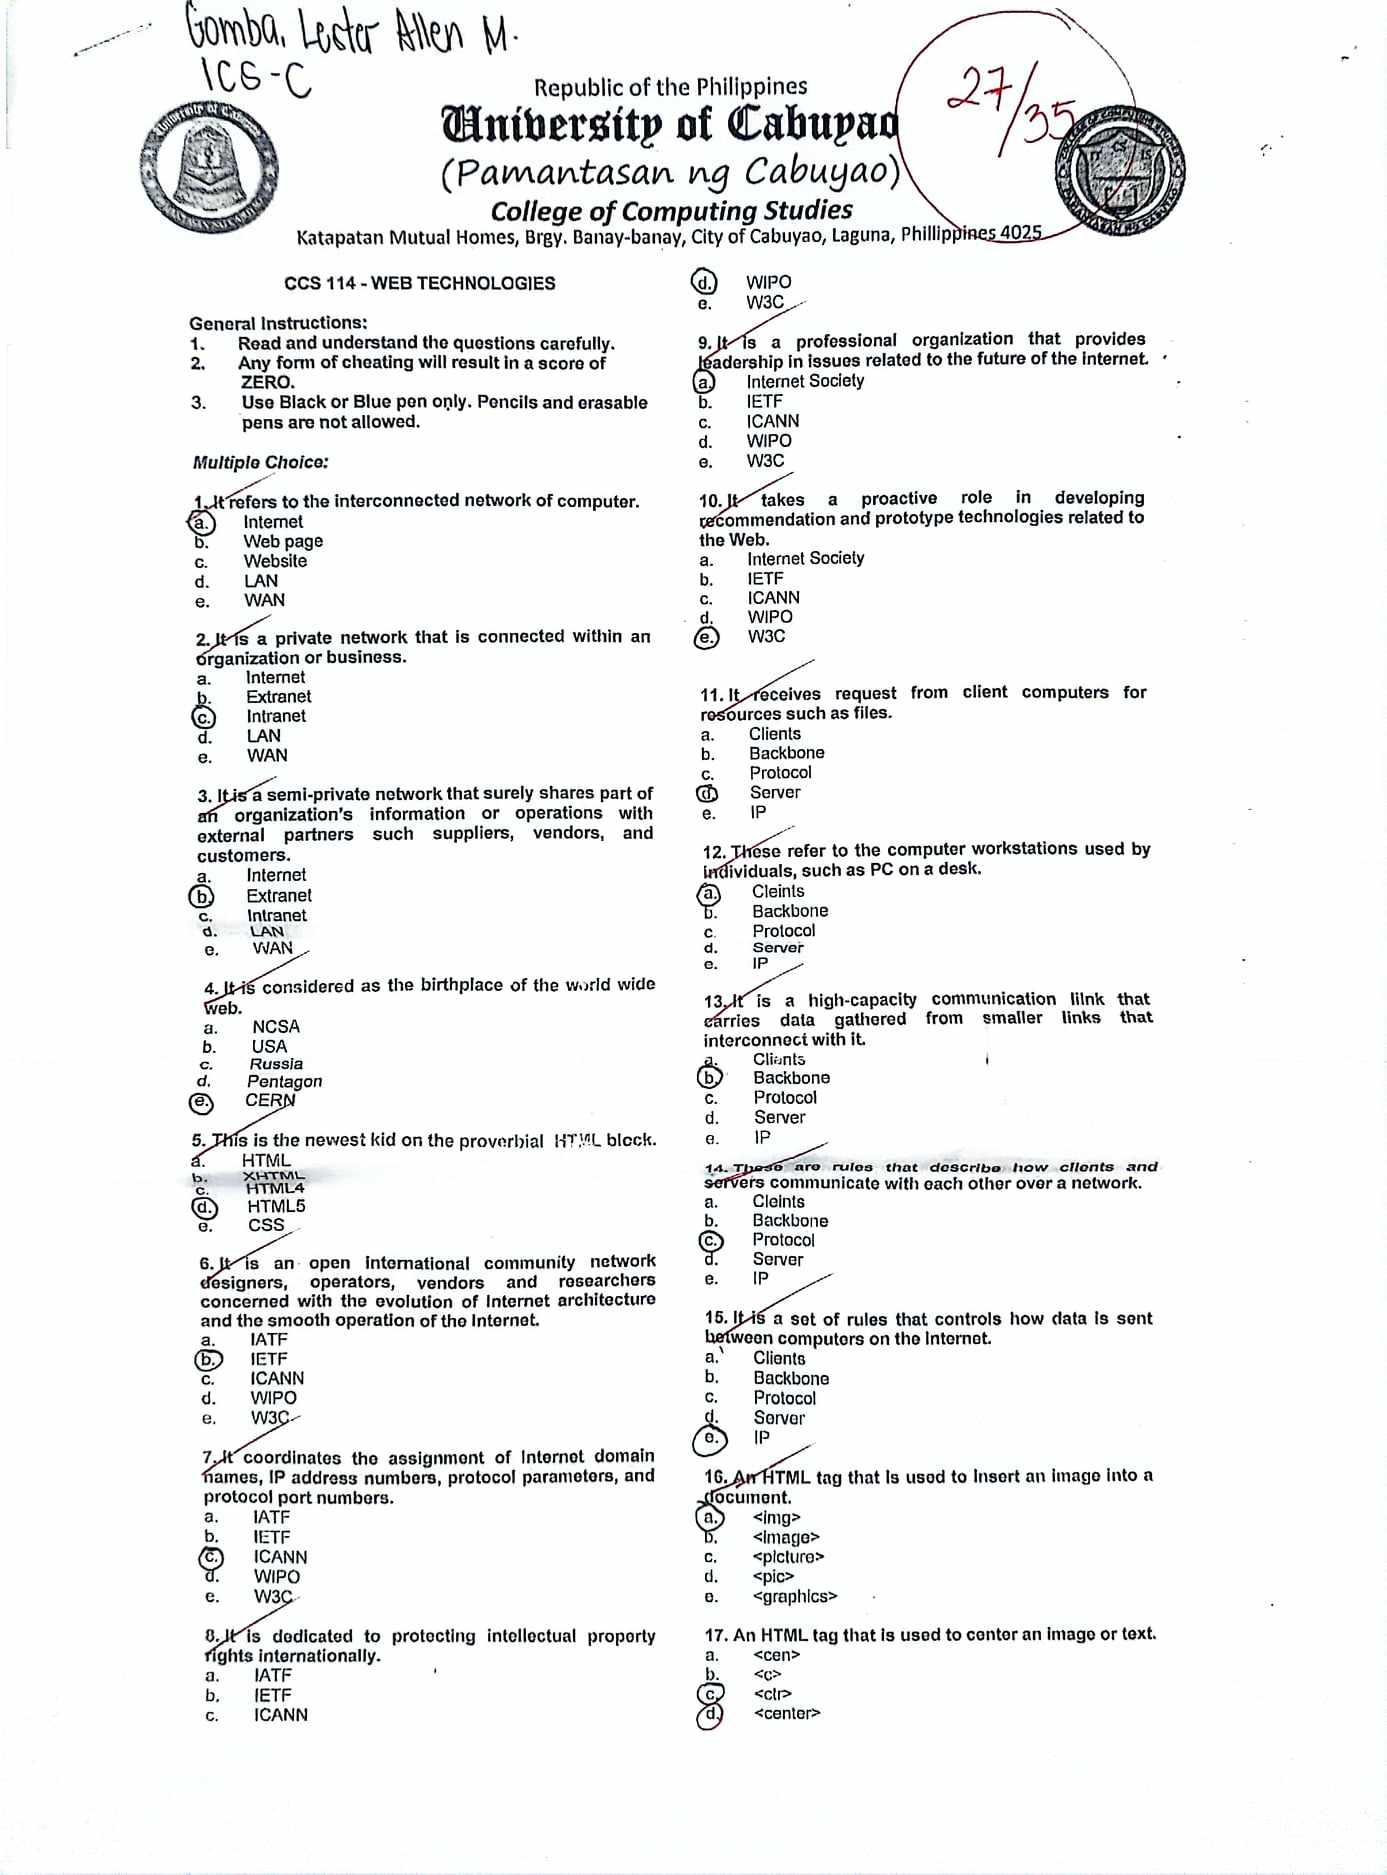 Gomba, Lester Allen M.
1CS-C
27/35
Republic of the Philippines
University of Cabuyao
(Pamantasan ng Cabuyao)
College of Computing Studies
Katapatan Mutual Homes, Brgy. Banay-banay, City of Cabuyao, Laguna, Phillippines 4025
CCS 114 - WEB TECHNOLOGIES
General Instructions:
1. Read and understand the questions carefully.
2. Any form of cheating will result in a score of
ZERO.
3. Use Black or Blue pen only. Pencils and erasable
pens are not allowed.
Multiple Choice:
1. It refers to the interconnected network of computer.
a. Internet
b. Web page
c. Website
d. LAN
e. WAN
2. It is a private network that is connected within an
organization or business.
a. Internet
b. Extranet
c. Intranet
d. LAN
e. WAN
3. It is a semi-private network that surely shares part of
an organization's information or operations with
external partners such suppliers, vendors, and
customers.
a. Internet
b. Extranet
c. Intranet
d. LAN
e. WAN
4. It is considered as the birthplace of the world wide
web.
a. NCSA
b. USA
c. Russia
d. Pentagon
e. CERN
5. This is the newest kid on the proverbial HTML block.
a. HTML
b. XHTML
c. HTML4
d. HTML5
e. CSS
6. It is an open International community network
designers, operators, vendors and researchers
concerned with the evolution of Internet architecture
and the smooth operation of the Internet.
a. IATF
b. IETF
c. ICANN
d. WIPO
e. W3C
7. It coordinates the assignment of Internet domain
names, IP address numbers, protocol parameters, and
protocol port numbers.
a. IATF
b. IETF
c. ICANN
d. WIPO
e. W3C
8. It is dedicated to protecting intellectual property
rights internationally.
a. IATF
b. IETF
c. ICANN
d. WIPO
e. W3C
9. It is a professional organization that provides
leadership in issues related to the future of the internet.
a. Internet Society
b. IETF
c. ICANN
d. WIPO
e. W3C
10. It takes a proactive role in developing
recommendation and prototype technologies related to
the Web.
a. Internet Society
b. IETF
c. ICANN
d. WIPO
e. W3C
11. It receives request from client computers for
resources such as files.
a. Clients
b. Backbone
c. Protocol
d. Server
e. IP
12. These refer to the computer workstations used by
individuals, such as PC on a desk.
a. Cleints
b. Backbone
c. Protocol
d. Server
e. IP
13. It is a high-capacity communication lilnk that
carries data gathered from smaller links that
interconnect with it.
a. Clients
b. Backbone
c. Protocol
d. Server
e. IP
14. These are rules that describe how clients and
servers communicate with each other over a network.
a. Cleints
b. Backbone
c. Protocol
d. Server
e. IP
15. It is a set of rules that controls how data is sent
between computers on the Internet.
a. Clients
b. Backbone
c. Protocol
d. Server
e. IP
16. An HTML tag that is used to insert an image into a
document.
a. <img>
b. <image>
c. <picture>
d. <pic>
e. <graphics>
17. An HTML tag that is used to center an image or text.
a. <cen>
b. <c>
c. <ctr>
d. <center>